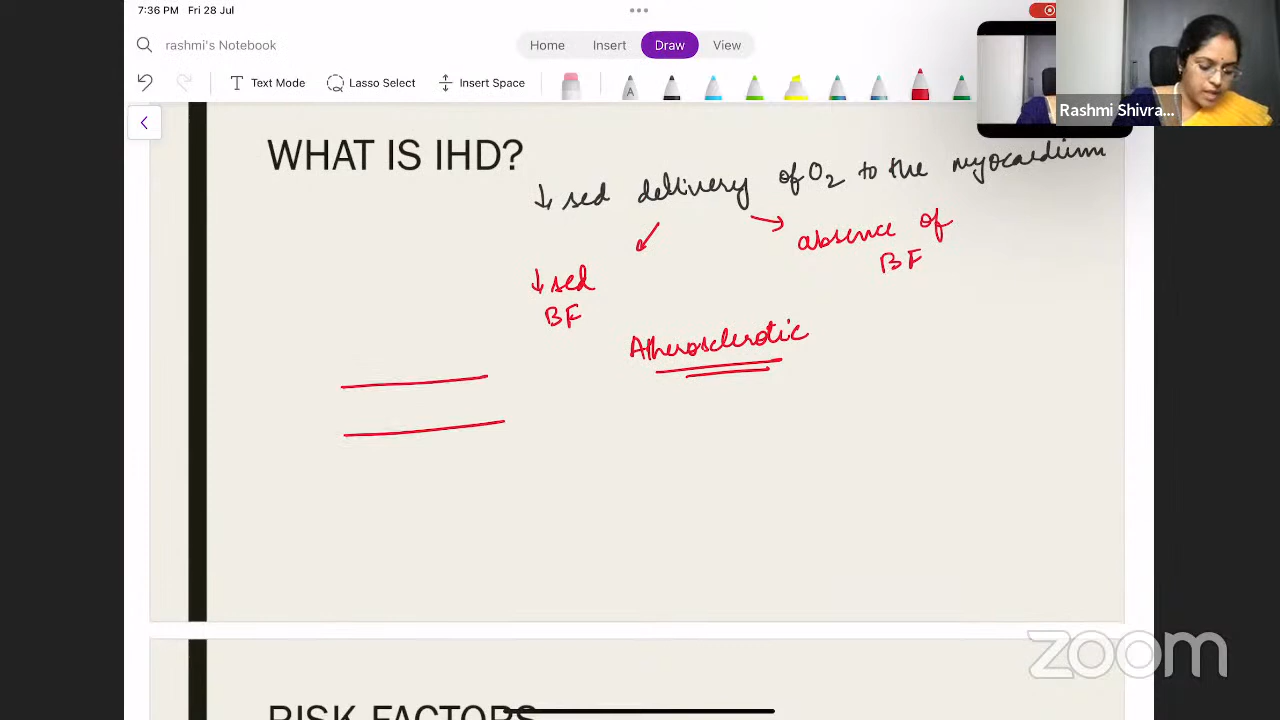 7:36 PM Fri 28 Jul
rashmi's Notebook
Home Insert Draw View
Text Mode Lasso Select Insert Space
A
Rashmi Shivra...
WHAT IS IHD?
↓sed delivery of O2 to the myocardium
↓sed
BF
absence of
BF
Atherosclerotic
zoom
RISK FACTORS